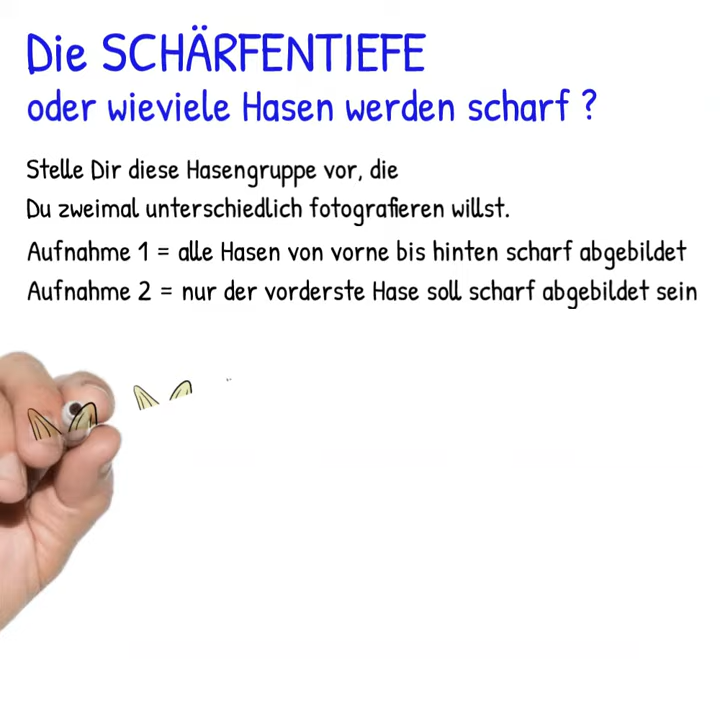 Die SCHÄRFENTIEFE
oder wieviele Hasen werden scharf ?
Stelle Dir diese Hasengruppe vor, die
Du zweimal unterschiedlich fotografieren willst.
Aufnahme 1 = alle Hasen von vorne bis hinten scharf abgebildet
Aufnahme 2 = nur der vorderste Hase soll scharf abgebildet sein